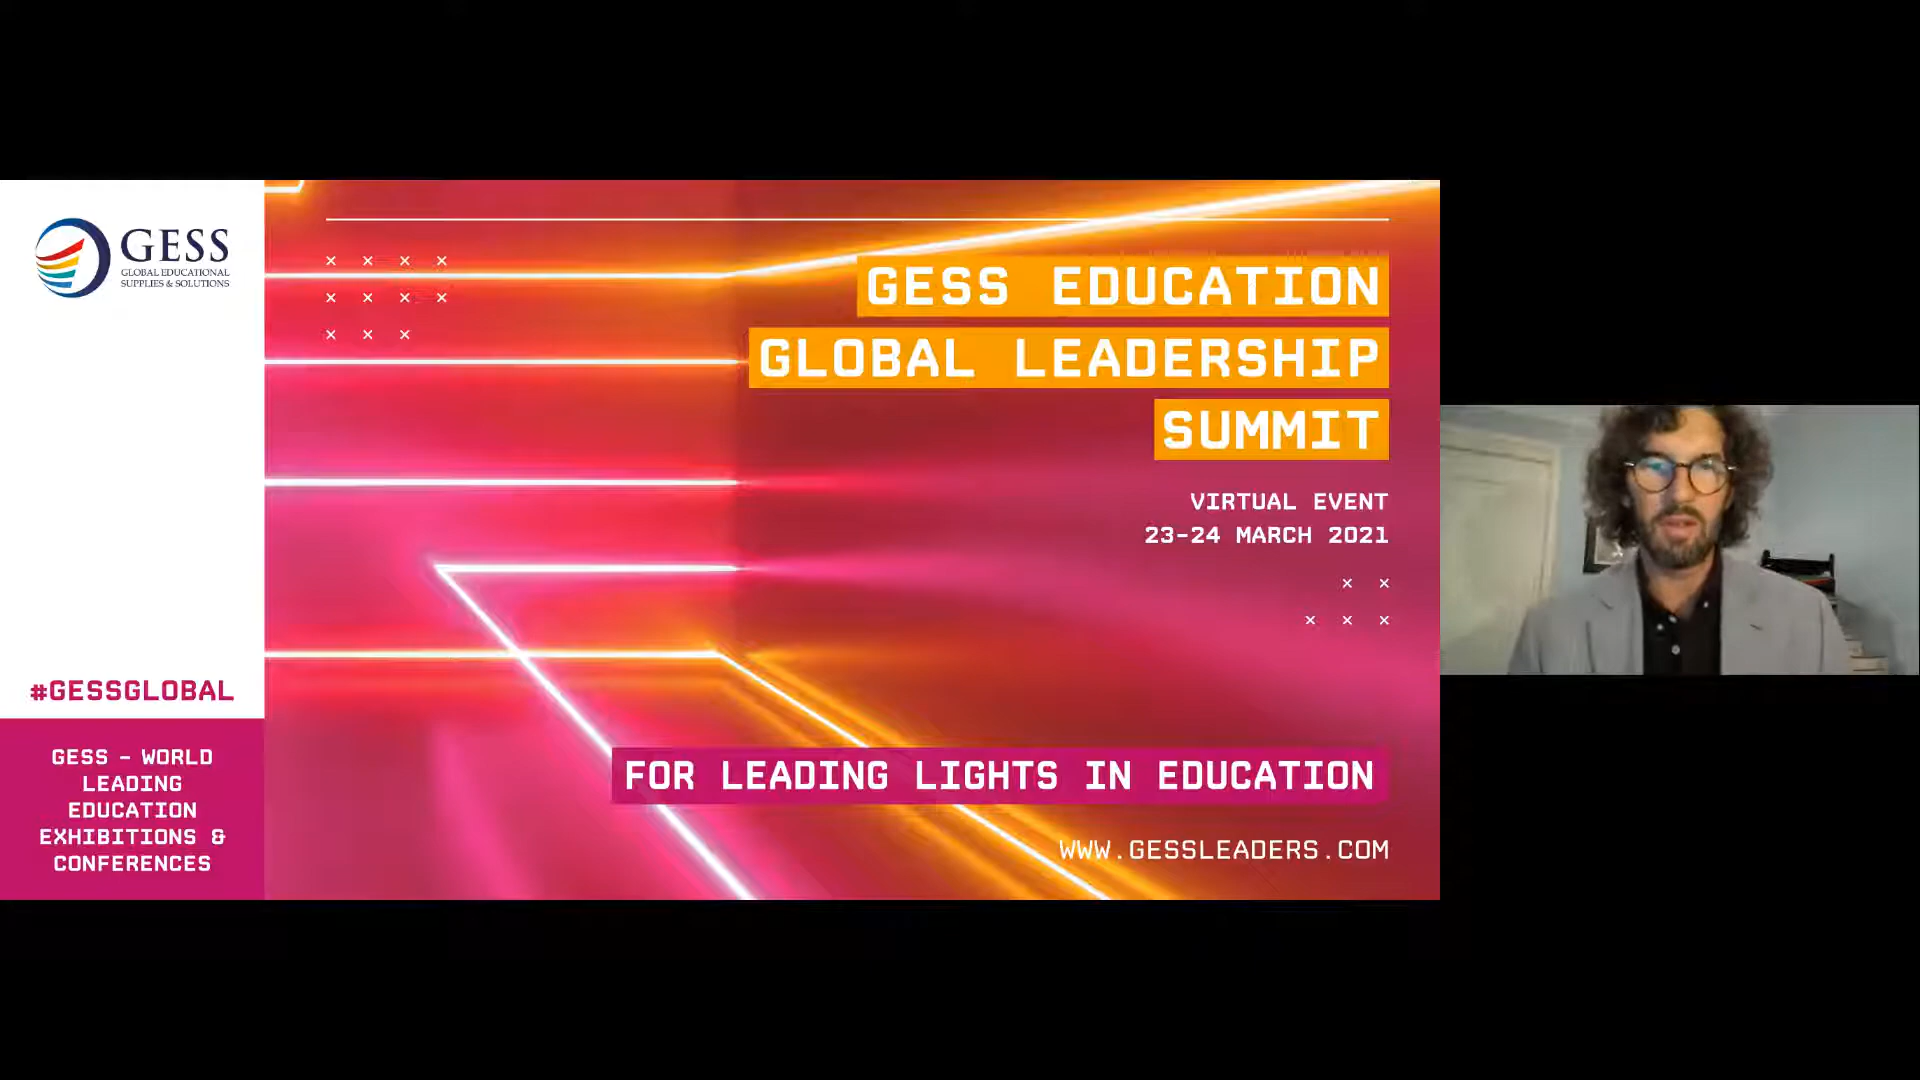 GESS
GLOBAL EDUCATIONAL
SUPPLIES & SOLUTIONS
#GESSGLOBAL
GESS – WORLD
LEADING
EDUCATION
EXHIBITIONS &
CONFERENCES
GESS EDUCATION
GLOBAL LEADERSHIP
SUMMIT
VIRTUAL EVENT
23-24 MARCH 2021
FOR LEADING LIGHTS IN EDUCATION
WWW.GESSLEADERS.COM